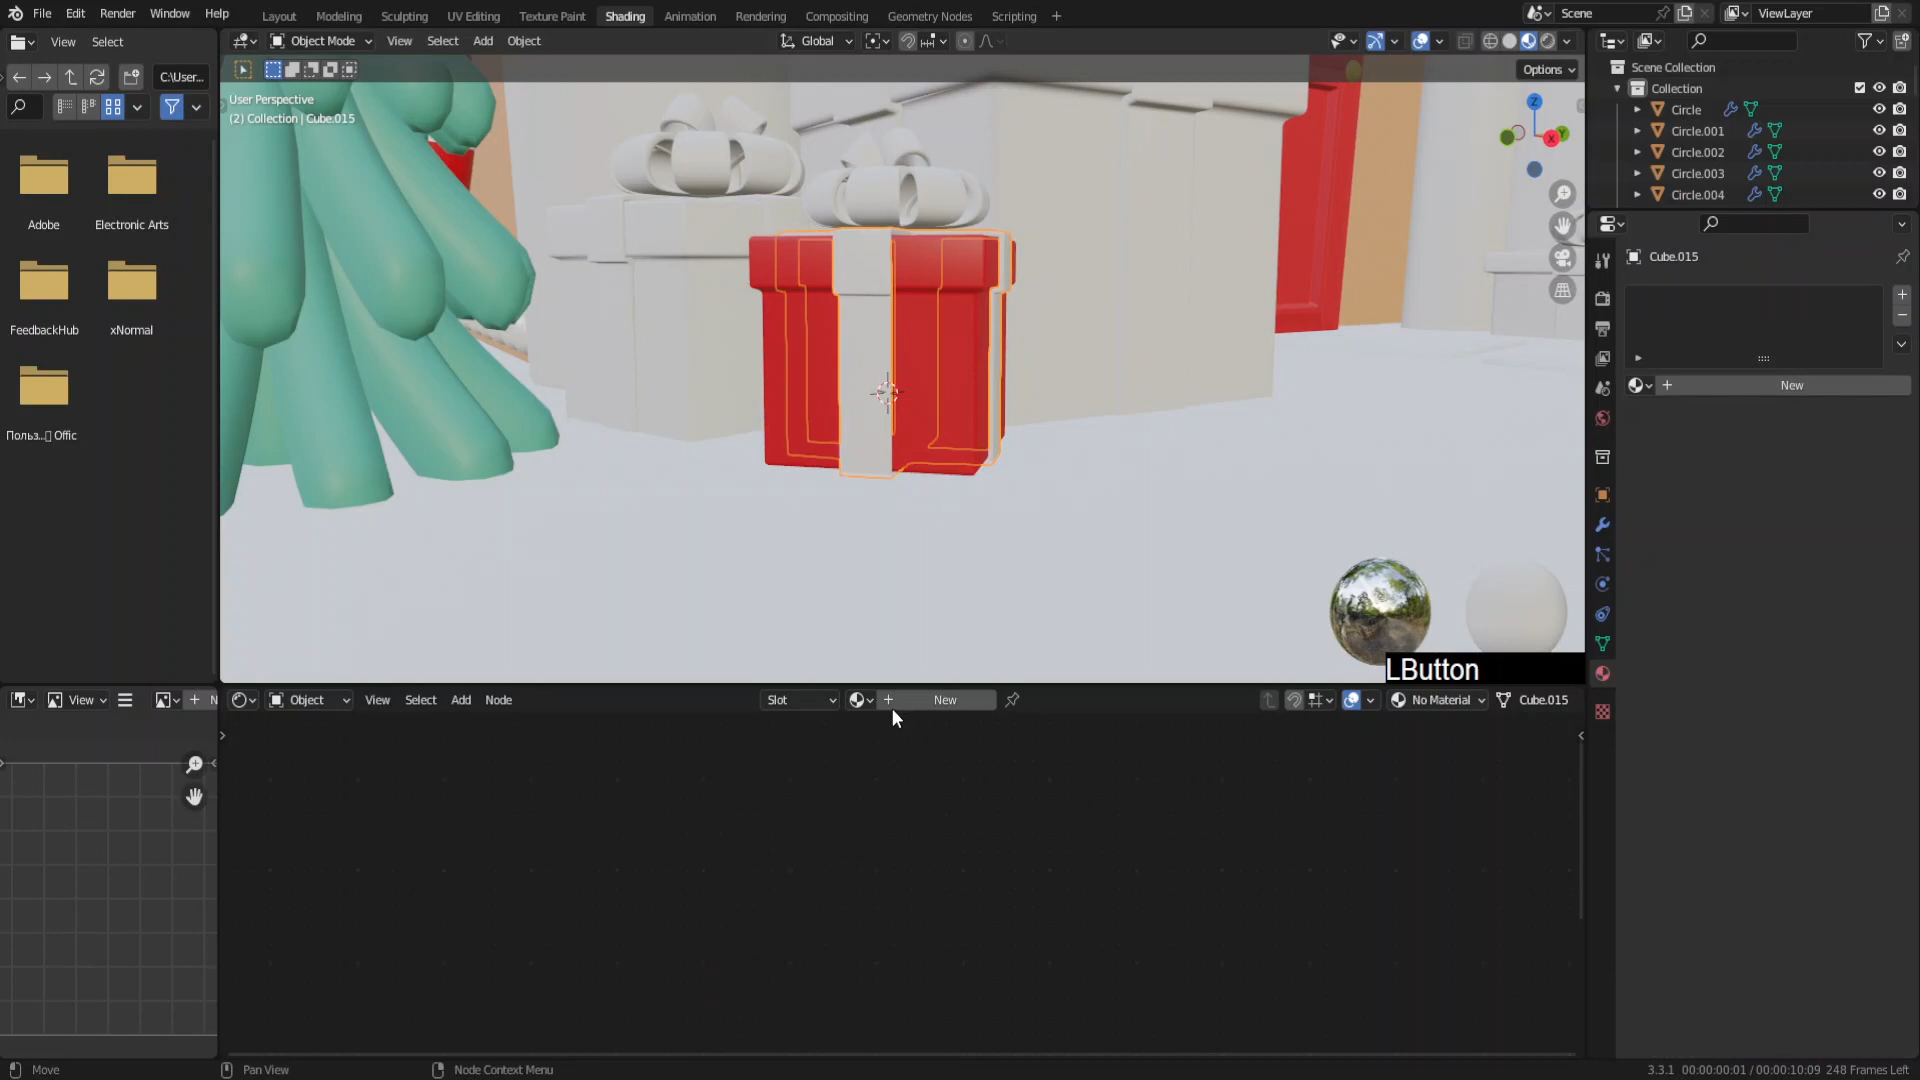 File Edit Render Window Help Layout Modeling Sculpting UV Editing Texture Paint Shading Animation Rendering Compositing Geometry Nodes Scripting + Scene ViewLayer
View Select Object Mode View Select Add Object Global
C:\User... Options
User Perspective
(2) Collection | Cube.015
Scene Collection
Collection
Circle
Circle.001
Circle.002
Circle.003
Circle.004
Cube.015
New
Adobe Electronic Arts
FeedbackHub xNormal
Z
X
Y
LButton
View Object View Select Add Node Slot New No Material Cube.015
Move Pan View Node Context Menu 3.3.1 00:00:00:01 / 00:00:10:09 248 Frames Left